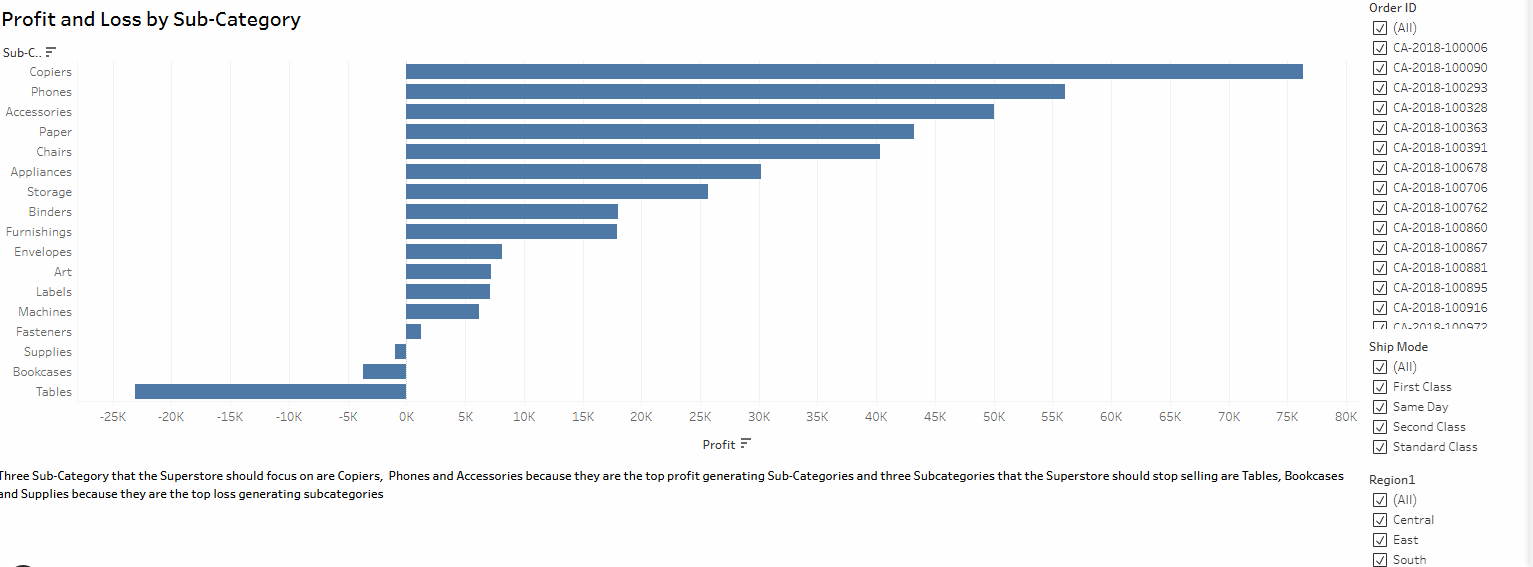 Profit and Loss by Sub-Category
Sub-C..
Copiers
Phones
Accessories
Paper
Chairs
Appliances
Storage
Binders
Furnishings
Envelopes
Art
Labels
Machines
Fasteners
Supplies
Bookcases
Tables
-25K -20K -15K -10K -5K 0K 5K 10K 15K 20K 25K 30K 35K 40K 45K 50K 55K 60K 65K 70K 75K 80K
Profit
Three Sub-Category that the Superstore should focus on are Copiers, Phones and Accessories because they are the top profit generating Sub-Categories and three Subcategories that the Superstore should stop selling are Tables, Bookcases
and Supplies because they are the top loss generating subcategories
Order ID
(All)
CA-2018-100006
CA-2018-100090
CA-2018-100293
CA-2018-100328
CA-2018-100363
CA-2018-100391
CA-2018-100678
CA-2018-100706
CA-2018-100762
CA-2018-100860
CA-2018-100867
CA-2018-100881
CA-2018-100895
CA-2018-100916
CA-2018-100972
Ship Mode
(All)
First Class
Same Day
Second Class
Standard Class
Region1
(All)
Central
East
South